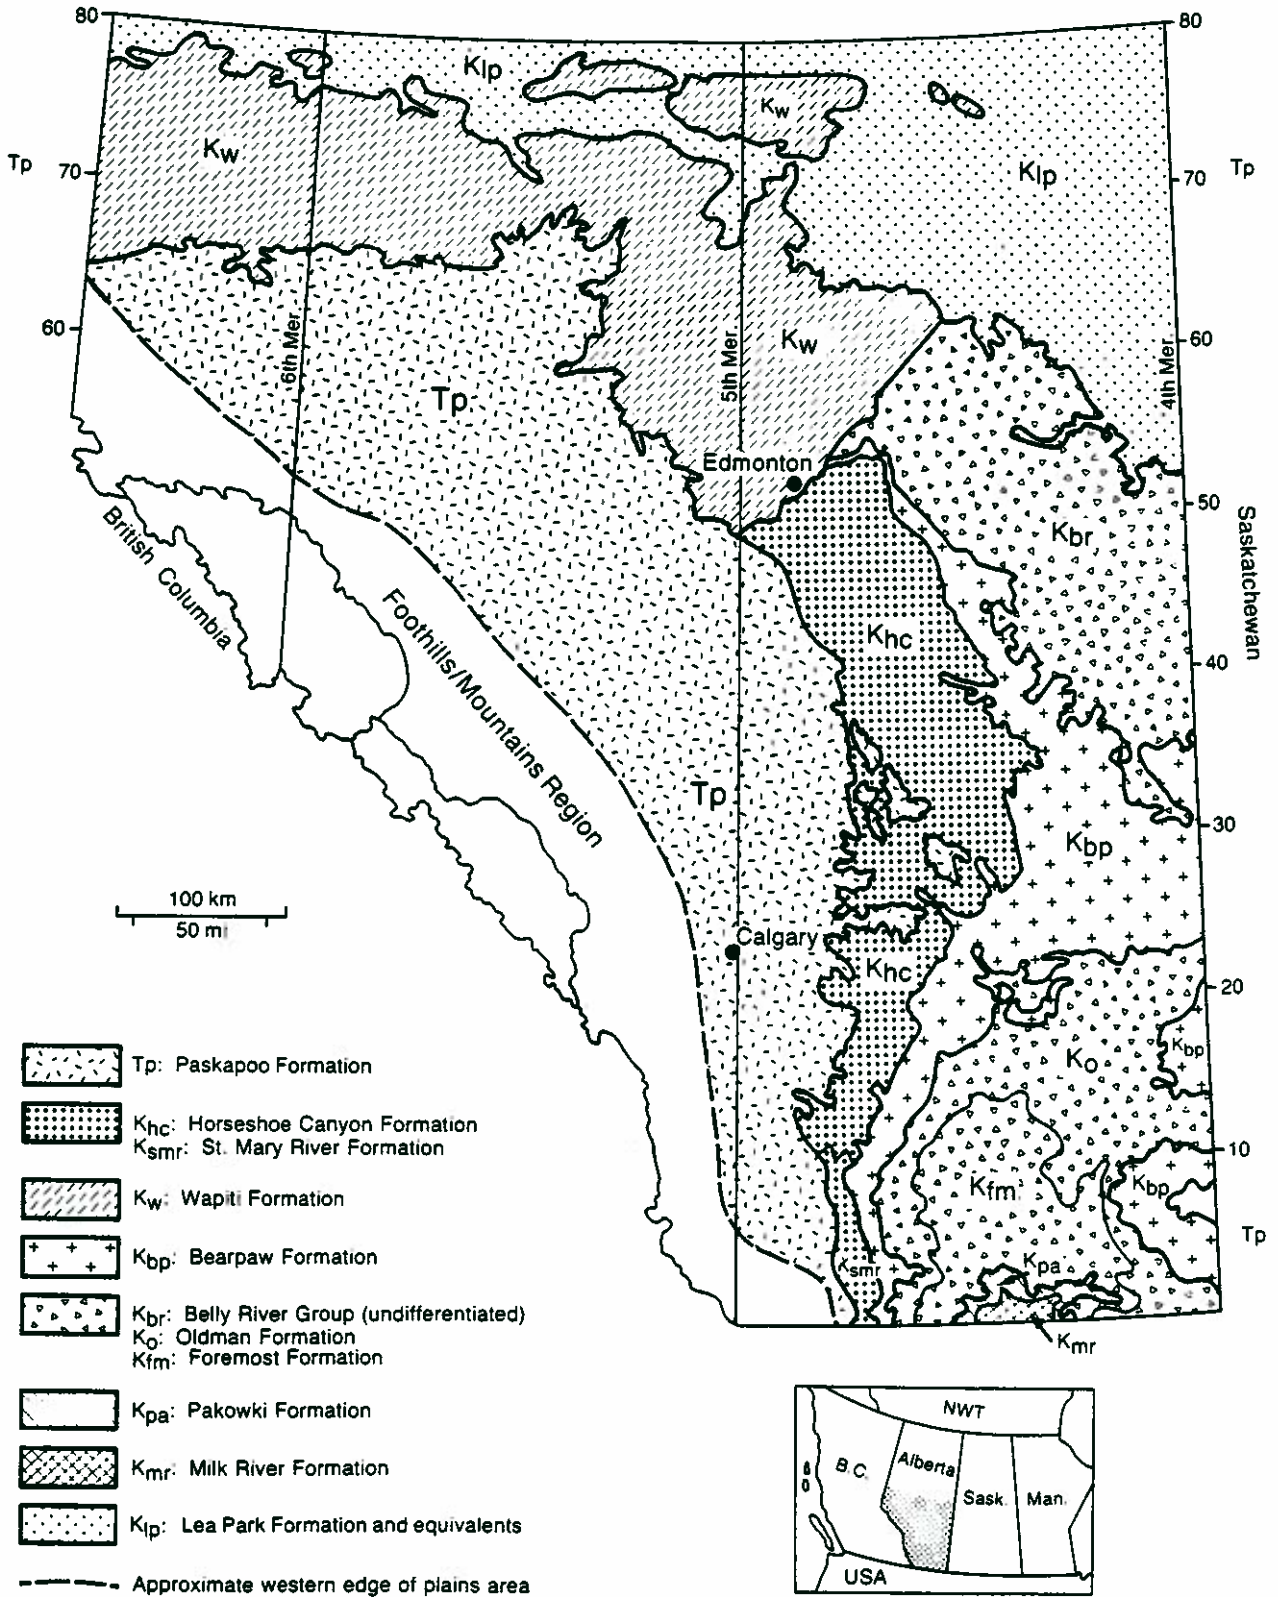 80
80
Klp
Kw
Kw
Tp
70
Klp
70
Tp
60
6th Mer.
5th Mer.
Kw
60
4th Mer.
Tp
Edmonton
50
Kbr
Saskatchewan
British Columbia
Foothills/Mountains Region
Khc
40
Tp
30
Kbp
100 km
50 mi
Calgary
Khc
20
Ko
Kbp
10
Kfm
Kbp
Tp
Kpa
Ksmr
Kmr
Tp: Paskapoo Formation
Khc: Horseshoe Canyon Formation
Ksmr: St. Mary River Formation
Kw: Wapiti Formation
Kbp: Bearpaw Formation
Kbr: Belly River Group (undifferentiated)
Ko: Oldman Formation
Kfm: Foremost Formation
Kpa: Pakowki Formation
Kmr: Milk River Formation
Klp: Lea Park Formation and equivalents
Approximate western edge of plains area
NWT
B.C.
Alberta
Sask.
Man.
USA